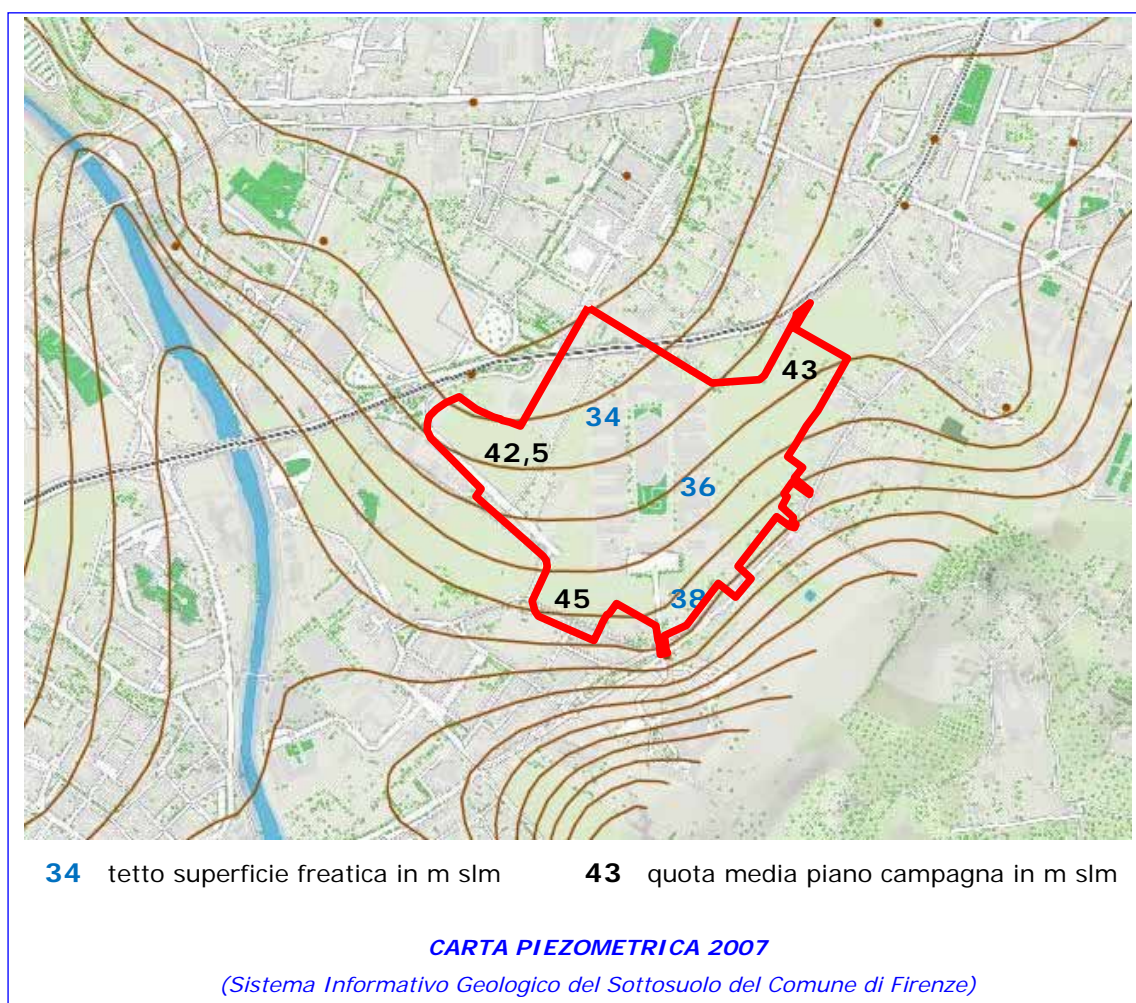 43
34
42,5
36
45
38
34 tetto superficie freatica in m slm 43 quota media piano campagna in m slm
CARTA PIEZOMETRICA 2007
(Sistema Informativo Geologico del Sottosuolo del Comune di Firenze)